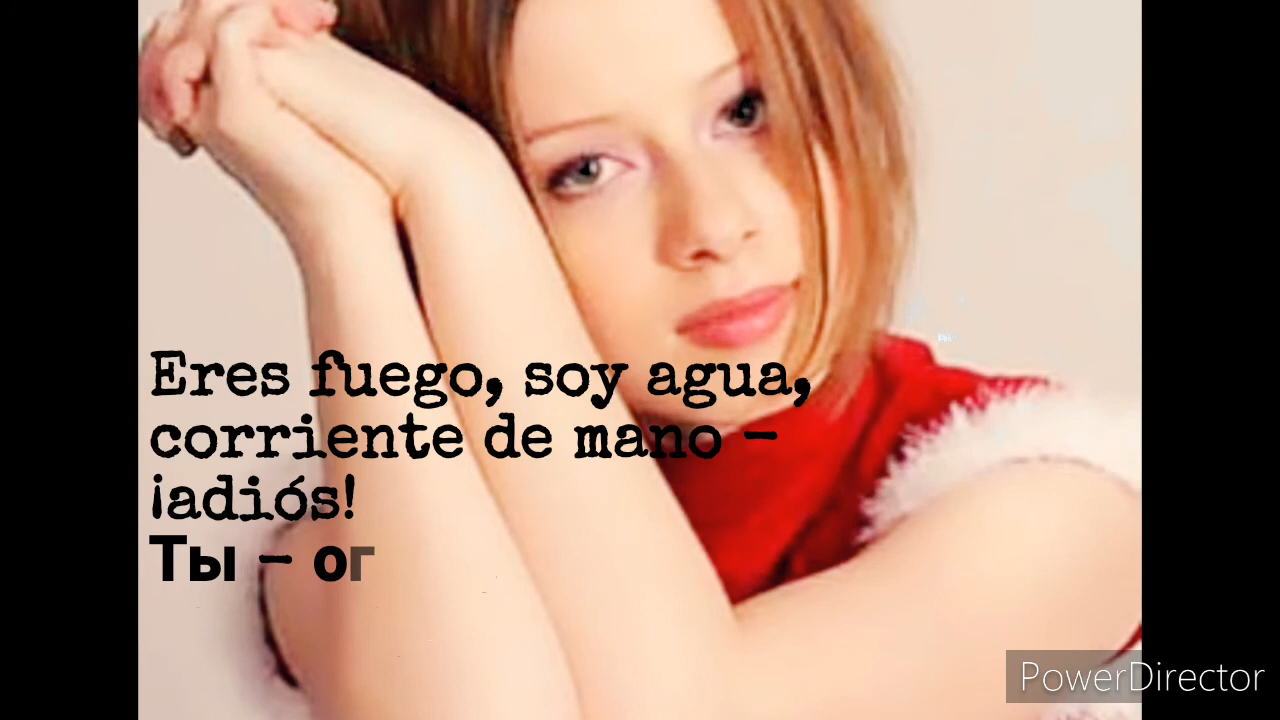 Eres fuego, soy agua,
corriente de mano –
¡adiós!
Ты – ог
PowerDirector